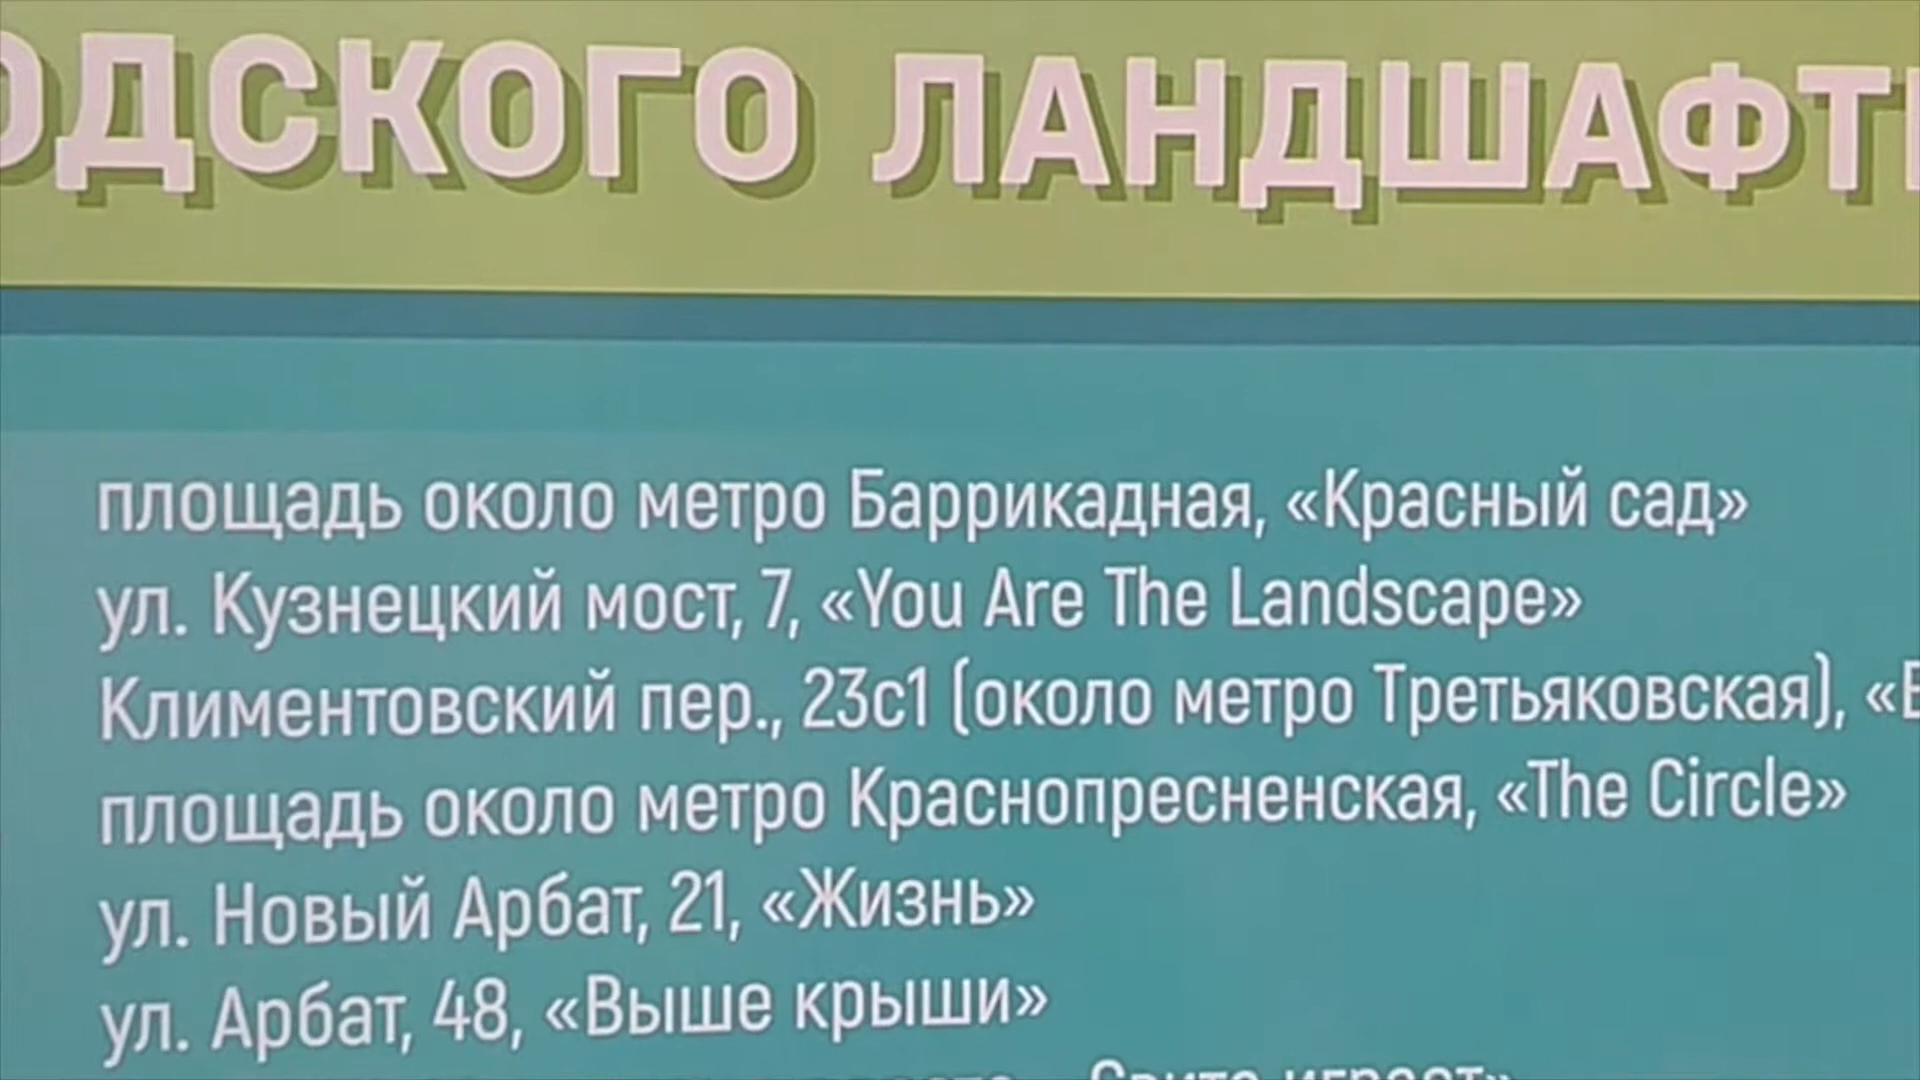 ОДСКОГО ЛАНДШАФТ
площадь около метро Баррикадная, «Красный сад»
ул. Кузнецкий мост, 7, «You Are The Landscape»
Климентовский пер., 23с1 (около метро Третьяковская), «
площадь около метро Краснопресненская, «The Circle»
ул. Новый Арбат, 21, «Жизнь»
ул. Арбат, 48, «Выше крыши»
играет»